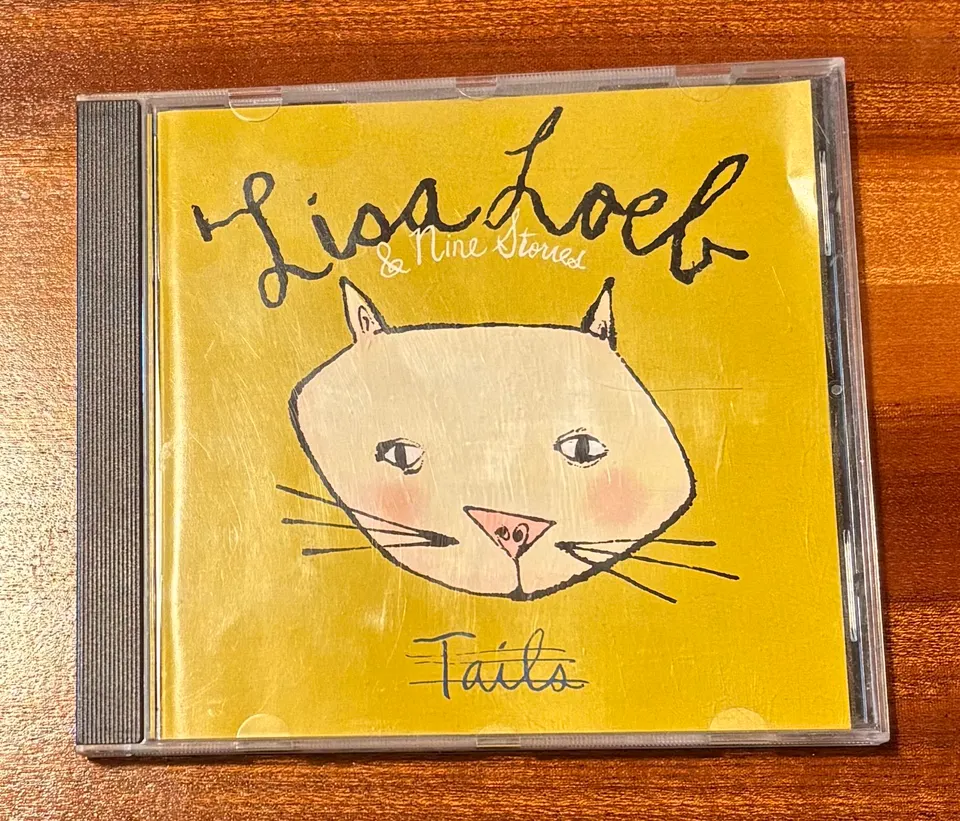 Lisa Loeb
& Nine Stories
Tails